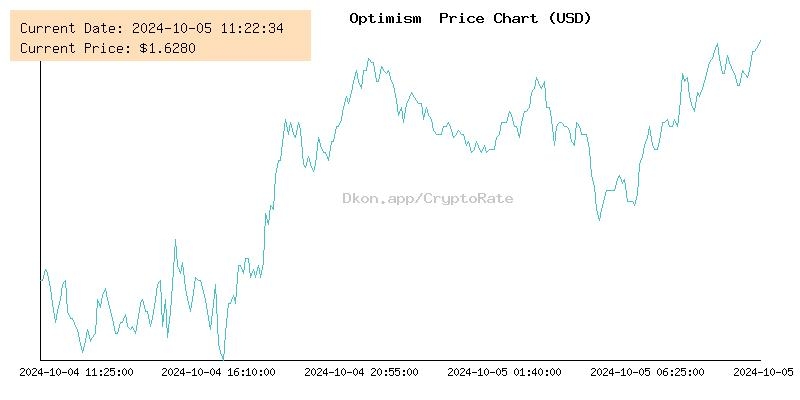 Optimism Price Chart (USD)
Current Date: 2024-10-05 11:22:34
Current Price: $1.6280
Dkon.app/CryptoRate
2024-10-04 11:25:00 2024-10-04 16:10:00 2024-10-04 20:55:00 2024-10-05 01:40:00 2024-10-05 06:25:00 2024-10-05